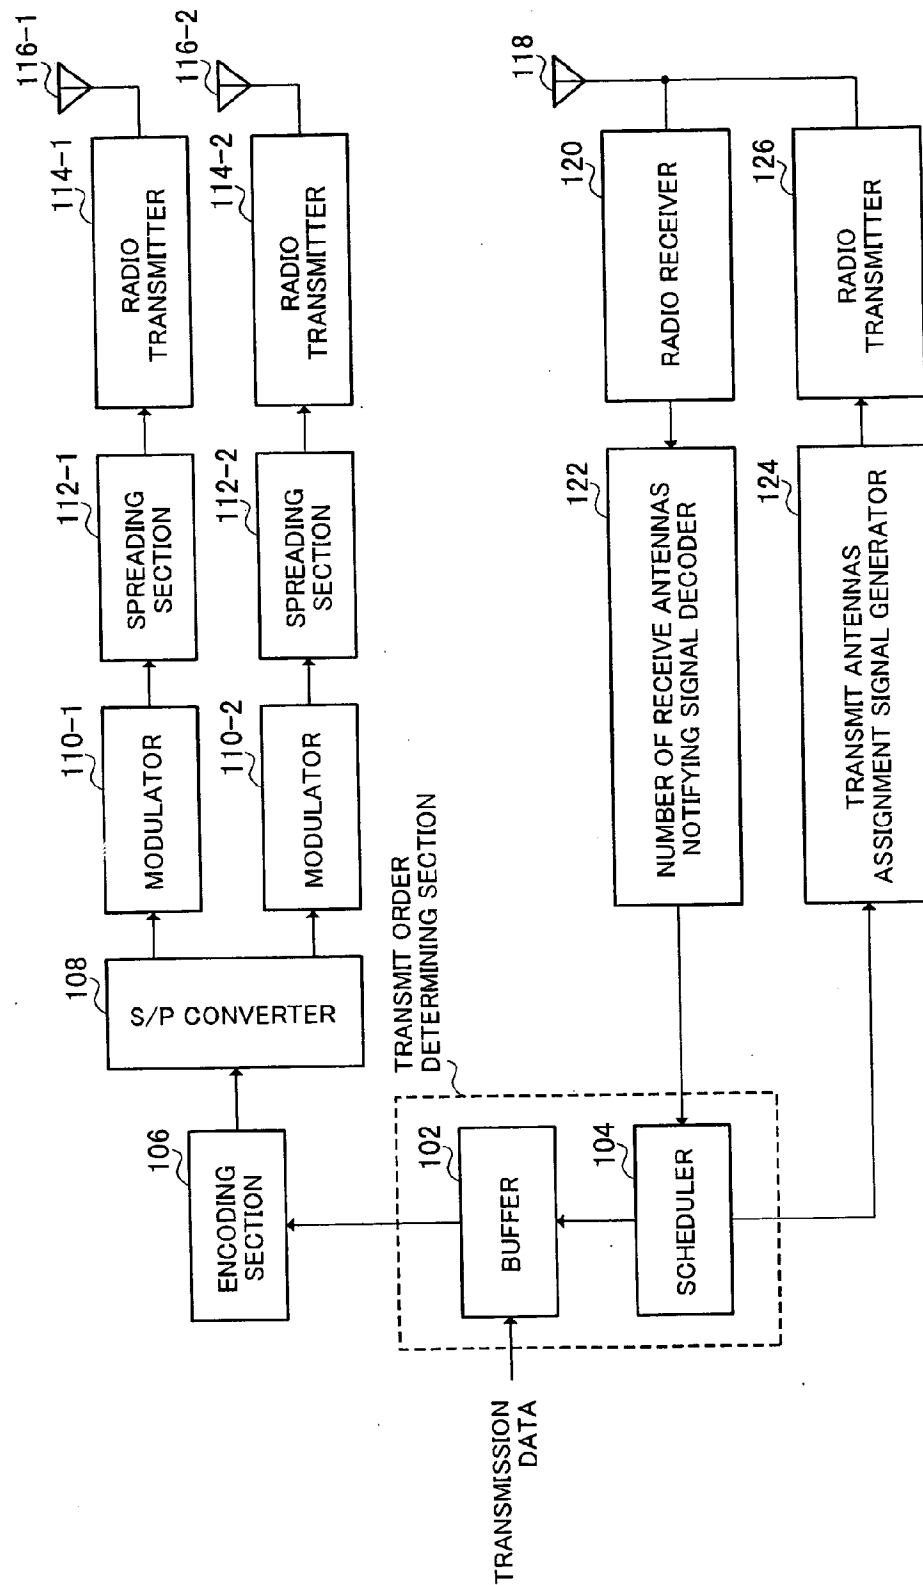 116-1
116-2
114-1
RADIO
TRANSMITTER
114-2
RADIO
TRANSMITTER
112-1
SPREADING
SECTION
112-2
SPREADING
SECTION
110-1
MODULATOR
110-2
MODULATOR
108
S/P CONVERTER
106
ENCODING
SECTION
TRANSMIT ORDER
DETERMINING SECTION
102
BUFFER
104
SCHEDULER
TRANSMISSION
DATA
118
120
RADIO RECEIVER
126
RADIO
TRANSMITTER
122
NUMBER OF RECEIVE ANTENNAS
NOTIFYING SIGNAL DECODER
124
TRANSMIT ANTENNAS
ASSIGNMENT SIGNAL GENERATOR